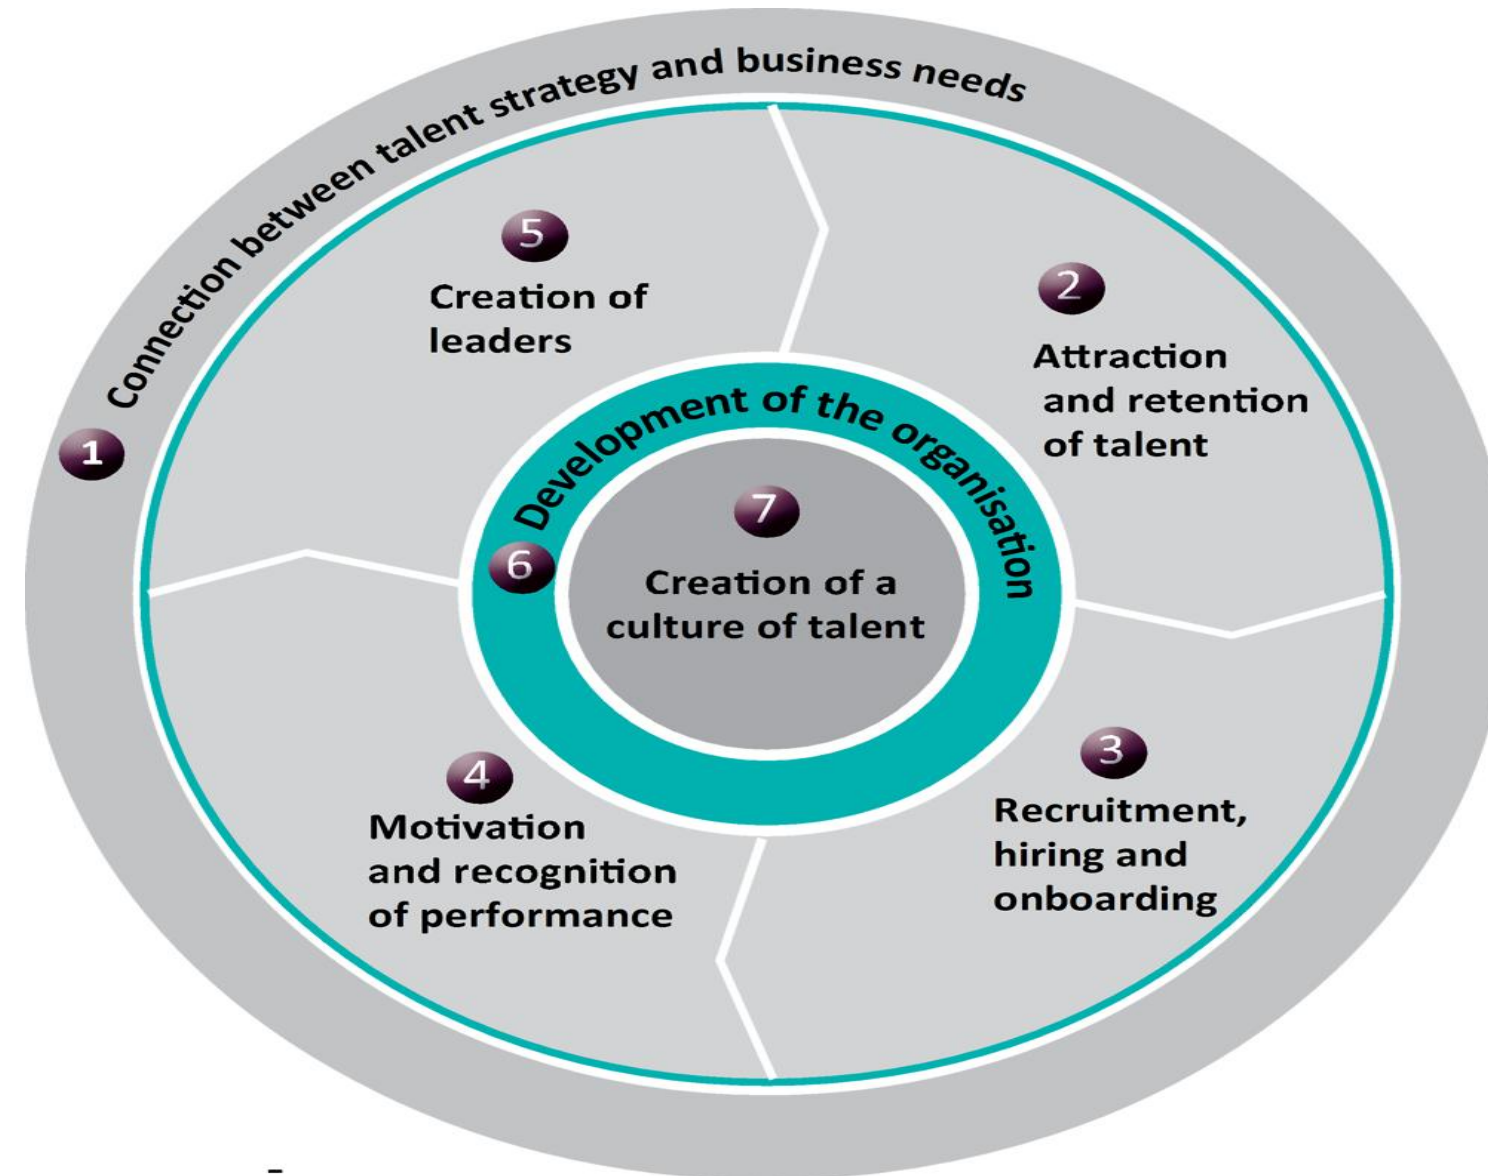 1
Connection between talent strategy and business needs
2
Attraction
and retention
of talent
3
Recruitment,
hiring and
onboarding
4
Motivation
and recognition
of performance
5
Creation of
leaders
6
Development of the organisation
7
Creation of a
culture of talent